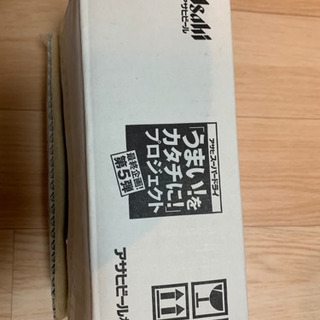 Asahi
アサヒビール
アサヒスーパードライ
「うまい!を
カタチに!」
プロジェクト
最終企画
第5弾
アサヒビール